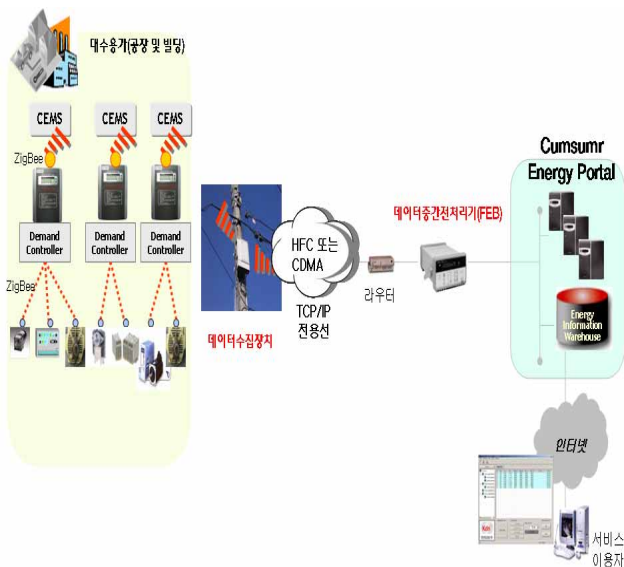 대수용가(공장 및 빌딩)
CEMS
CEMS
CEMS
ZigBee
Demand
Controller
Demand
Controller
Demand
Controller
ZigBee
데이터수집장치
HFC 또는
CDMA
TCP/IP
전용선
라우터
데이터중간전처리기(FEB)
Cumsumr
Energy Portal
Energy
Information
Warehouse
인터넷
서비스
이용자